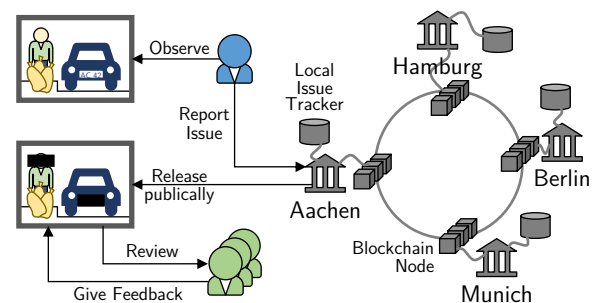 Observe
AC 42
Report
Issue
Local
Issue
Tracker
Hamburg
Berlin
Release
publically
Aachen
Review
Give Feedback
Blockchain
Node
Munich